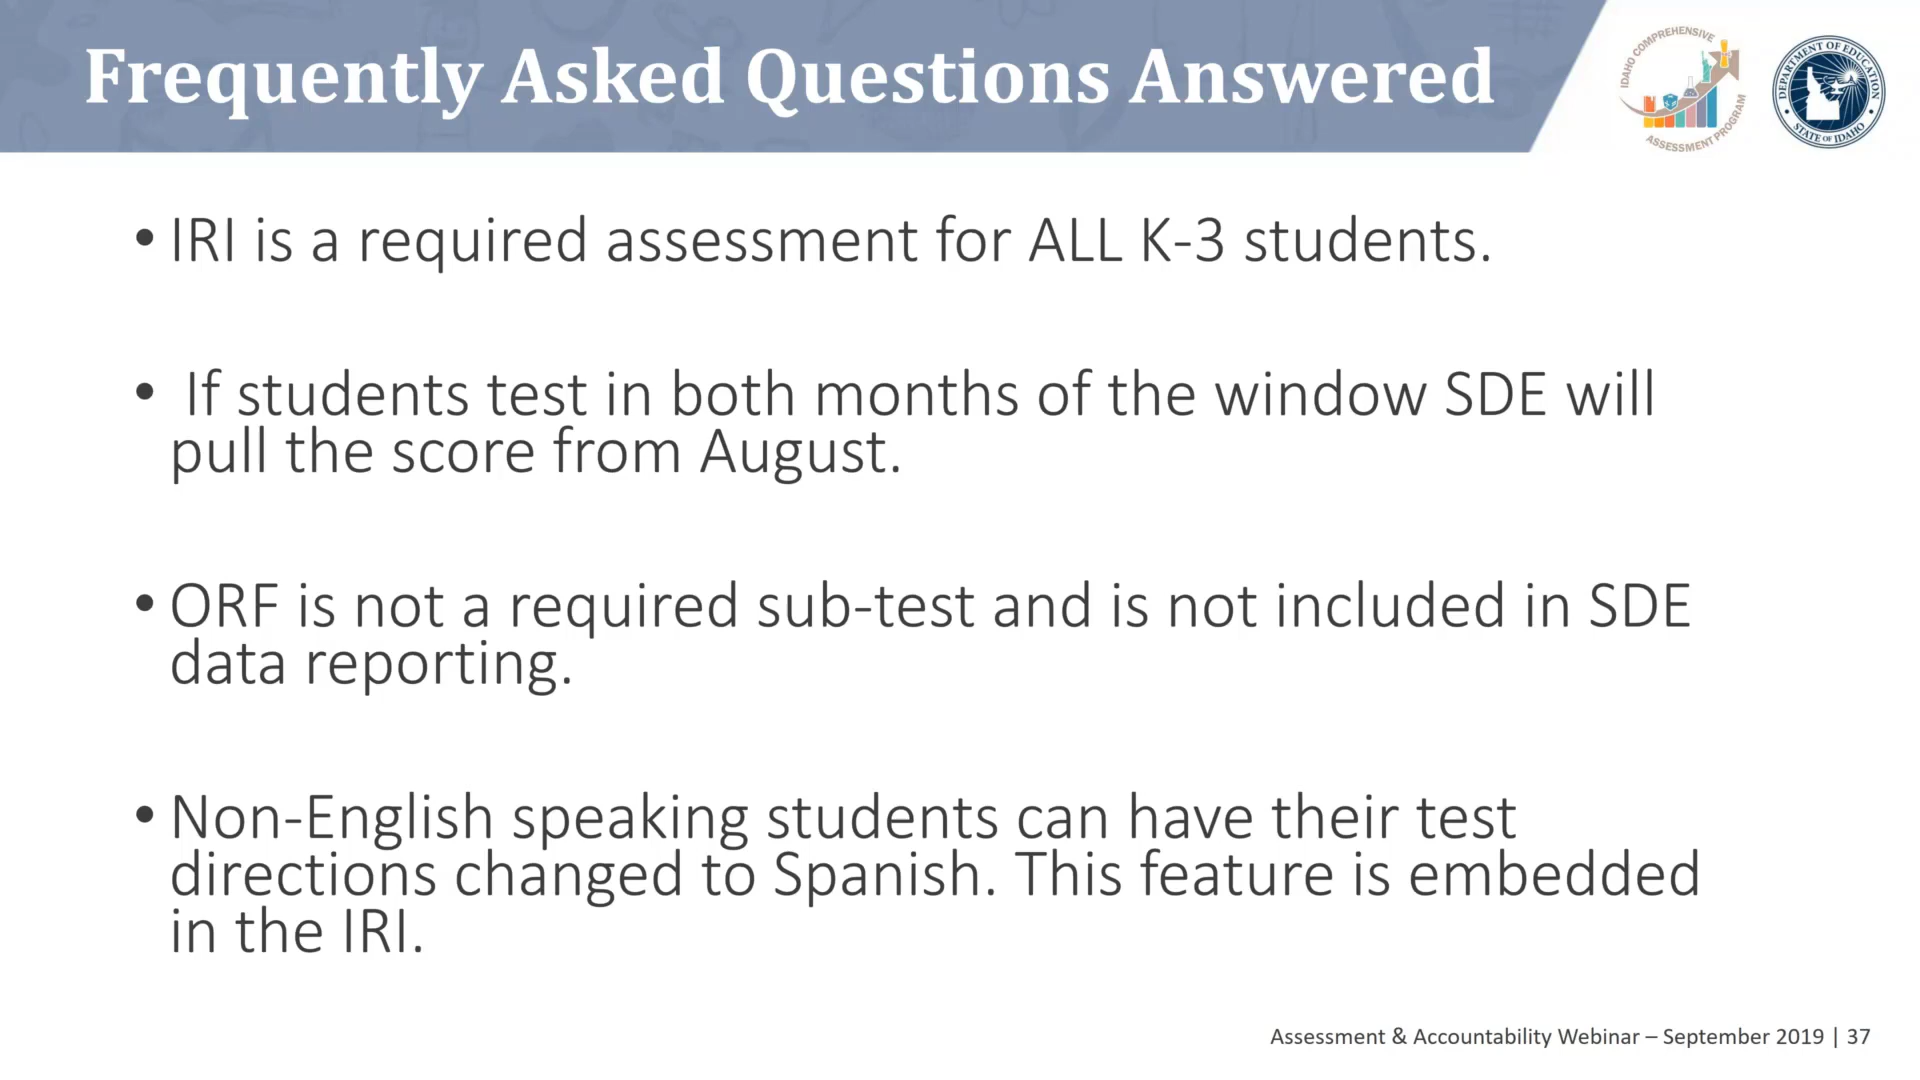 Frequently Asked Questions Answered
IDAHO COMPREHENSIVE
ASSESSMENT PROGRAM
DEPARTMENT OF EDUCATION
STATE OF IDAHO
• IRI is a required assessment for ALL K-3 students.
• If students test in both months of the window SDE will
pull the score from August.
• ORF is not a required sub-test and is not included in SDE
data reporting.
• Non-English speaking students can have their test
directions changed to Spanish. This feature is embedded
in the IRI.
Assessment & Accountability Webinar – September 2019 | 37